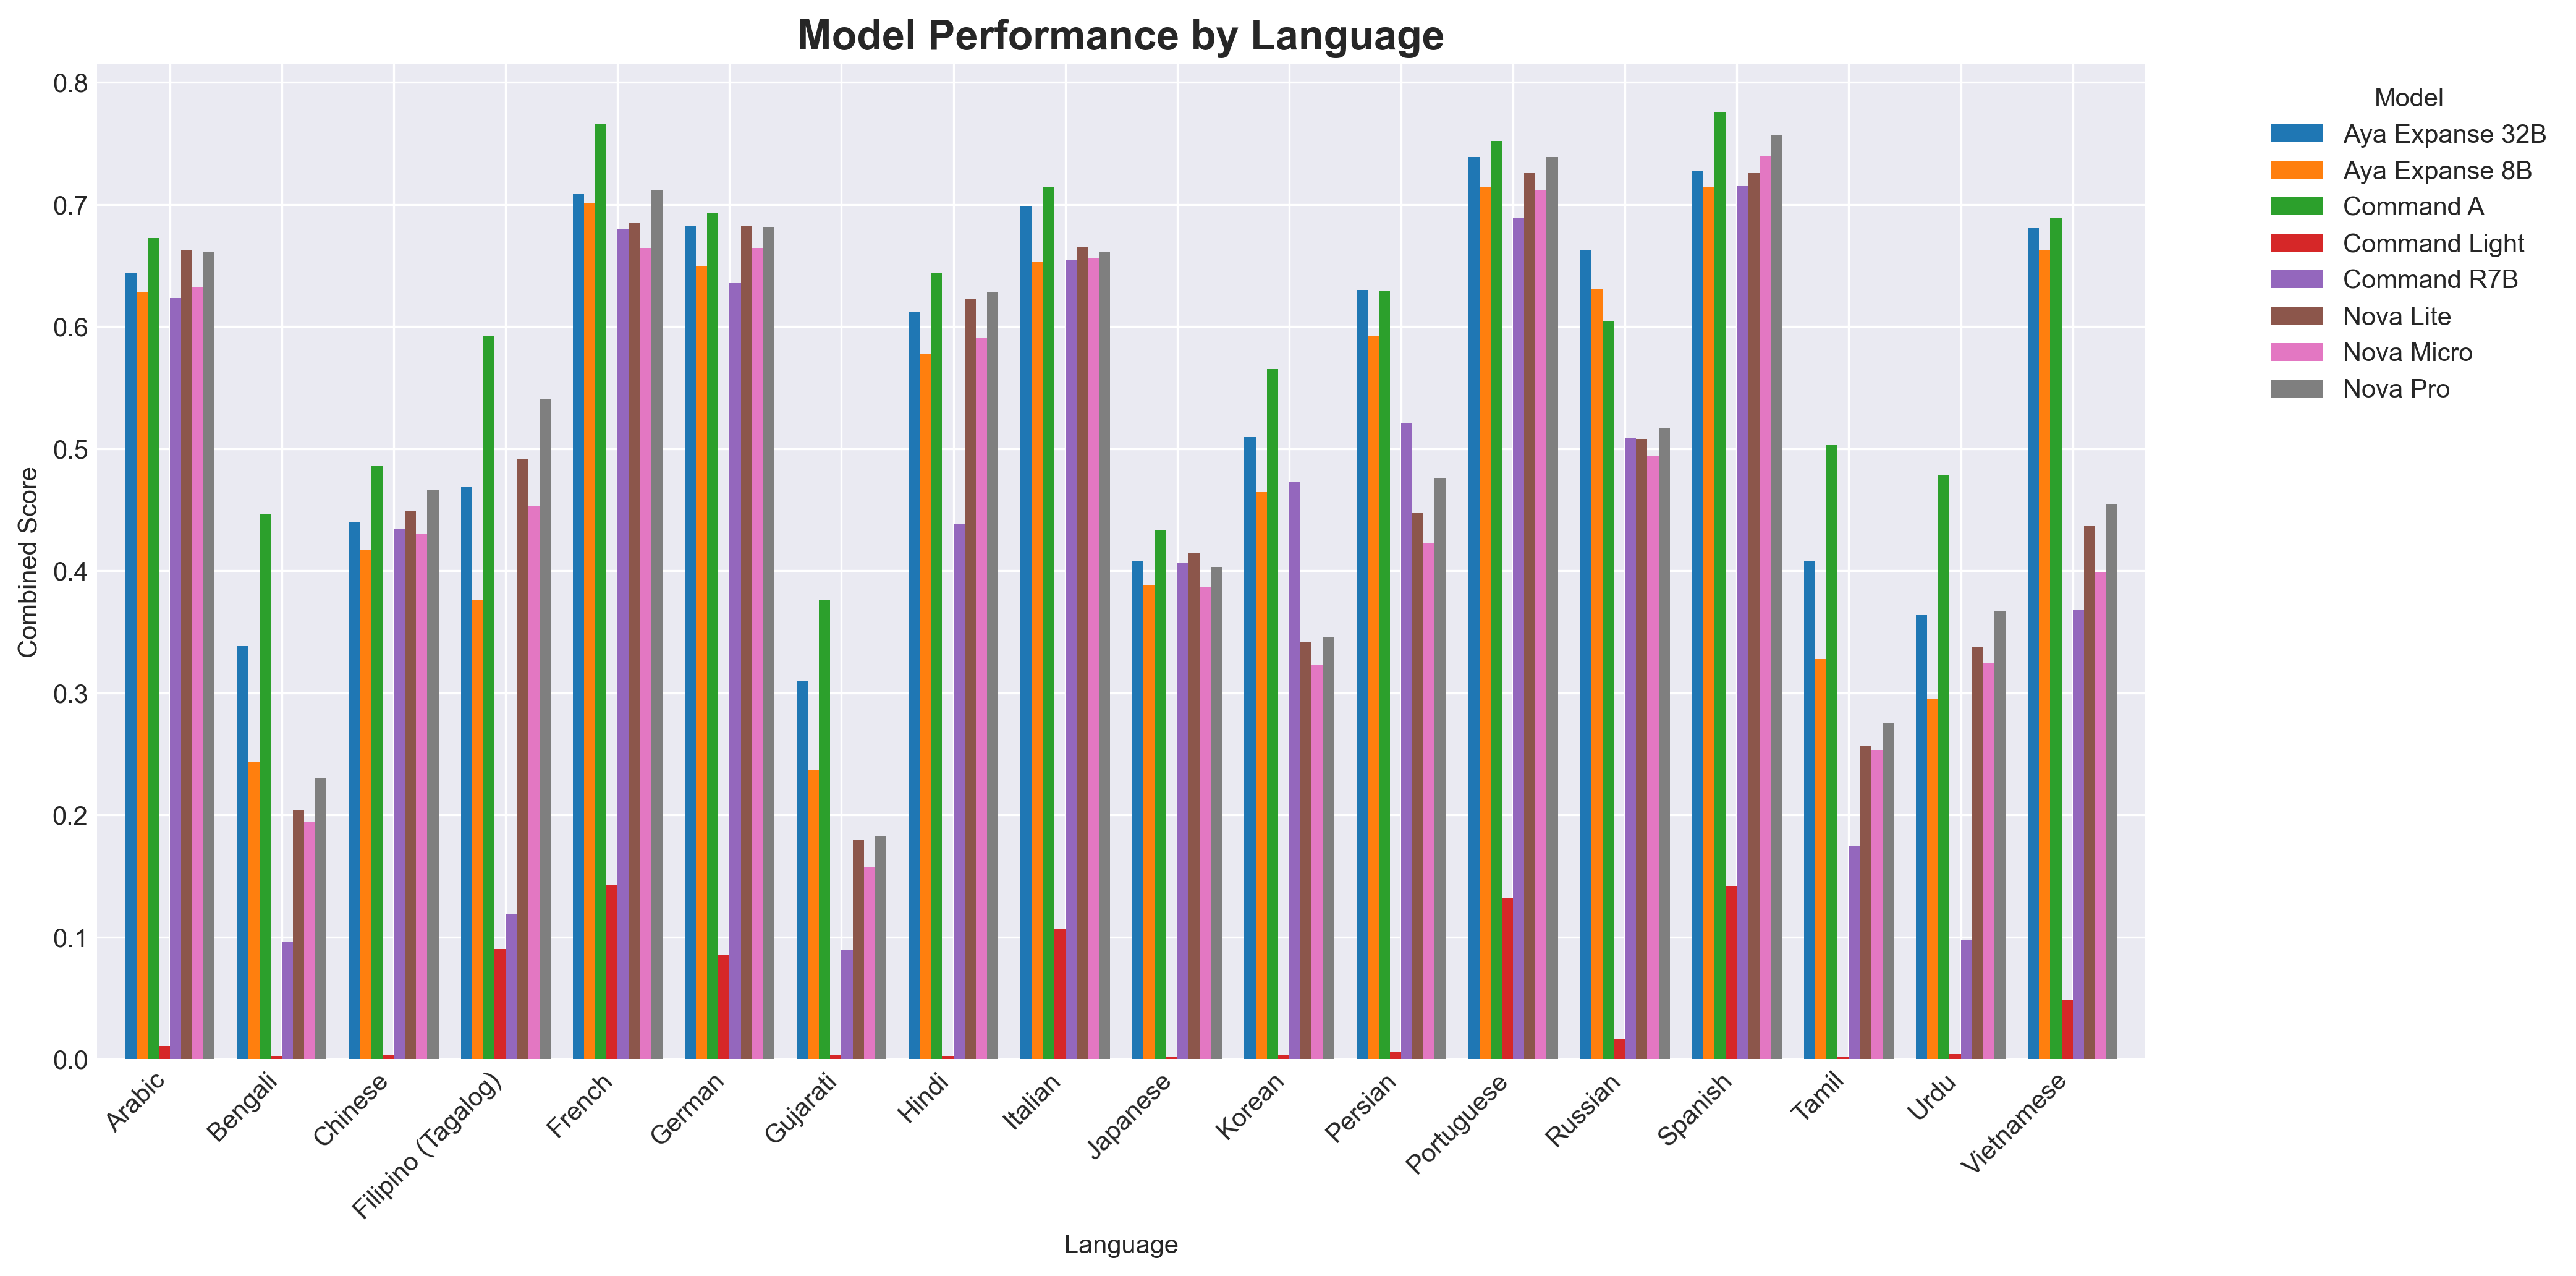 Model Performance by Language
Combined Score
0.8
0.7
0.6
0.5
0.4
0.3
0.2
0.1
0.0
Arabic
Bengali
Chinese
Filipino (Tagalog)
French
German
Gujarati
Hindi
Italian
Japanese
Korean
Persian
Portuguese
Russian
Spanish
Tamil
Urdu
Vietnamese
Language
Model
Aya Expanse 32B
Aya Expanse 8B
Command A
Command Light
Command R7B
Nova Lite
Nova Micro
Nova Pro